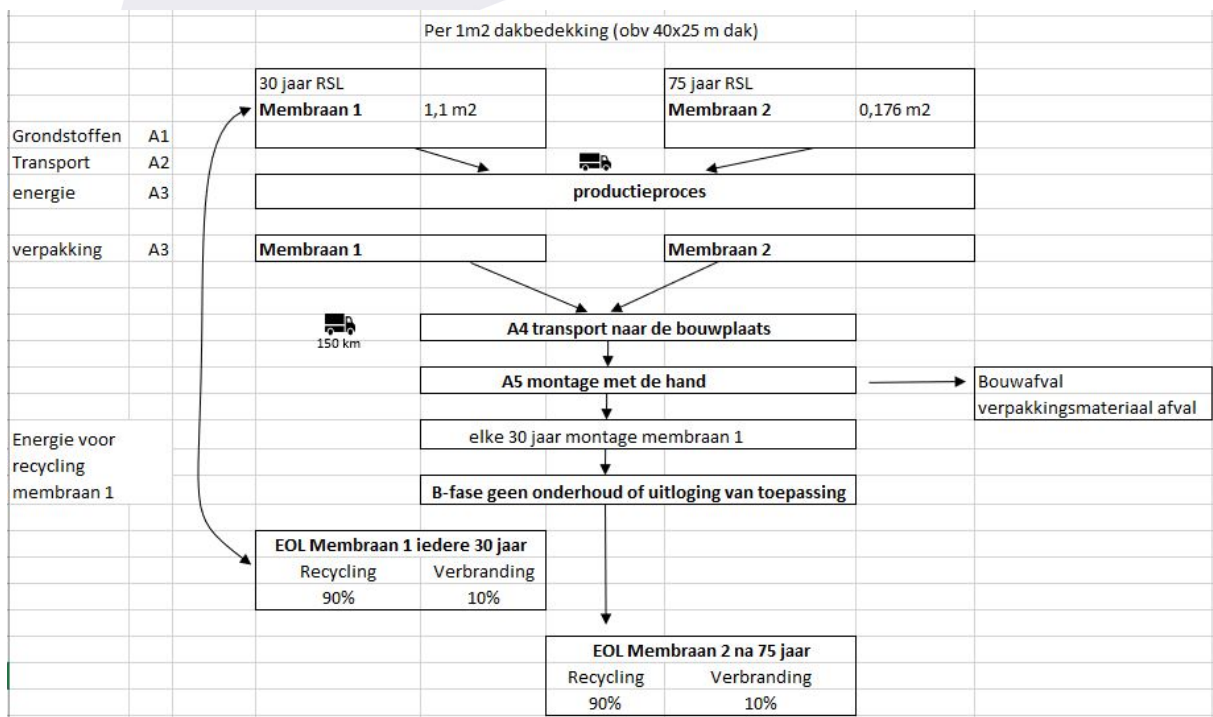 Per 1m2 dakbedekking (obv 40x25 m dak)
30 jaar RSL
75 jaar RSL
Membraan 1 1,1 m2
Membraan 2 0,176 m2
Grondstoffen A1
Transport A2
energie A3
productieproces
verpakking A3
Membraan 1
Membraan 2
150 km
A4 transport naar de bouwplaats
A5 montage met de hand
Bouwafval
verpakkingsmateriaal afval
elke 30 jaar montage membraan 1
Energie voor
recycling
membraan 1
B-fase geen onderhoud of uitloging van toepassing
EOL Membraan 1 iedere 30 jaar
Recycling Verbranding
90% 10%
EOL Membraan 2 na 75 jaar
Recycling Verbranding
90% 10%